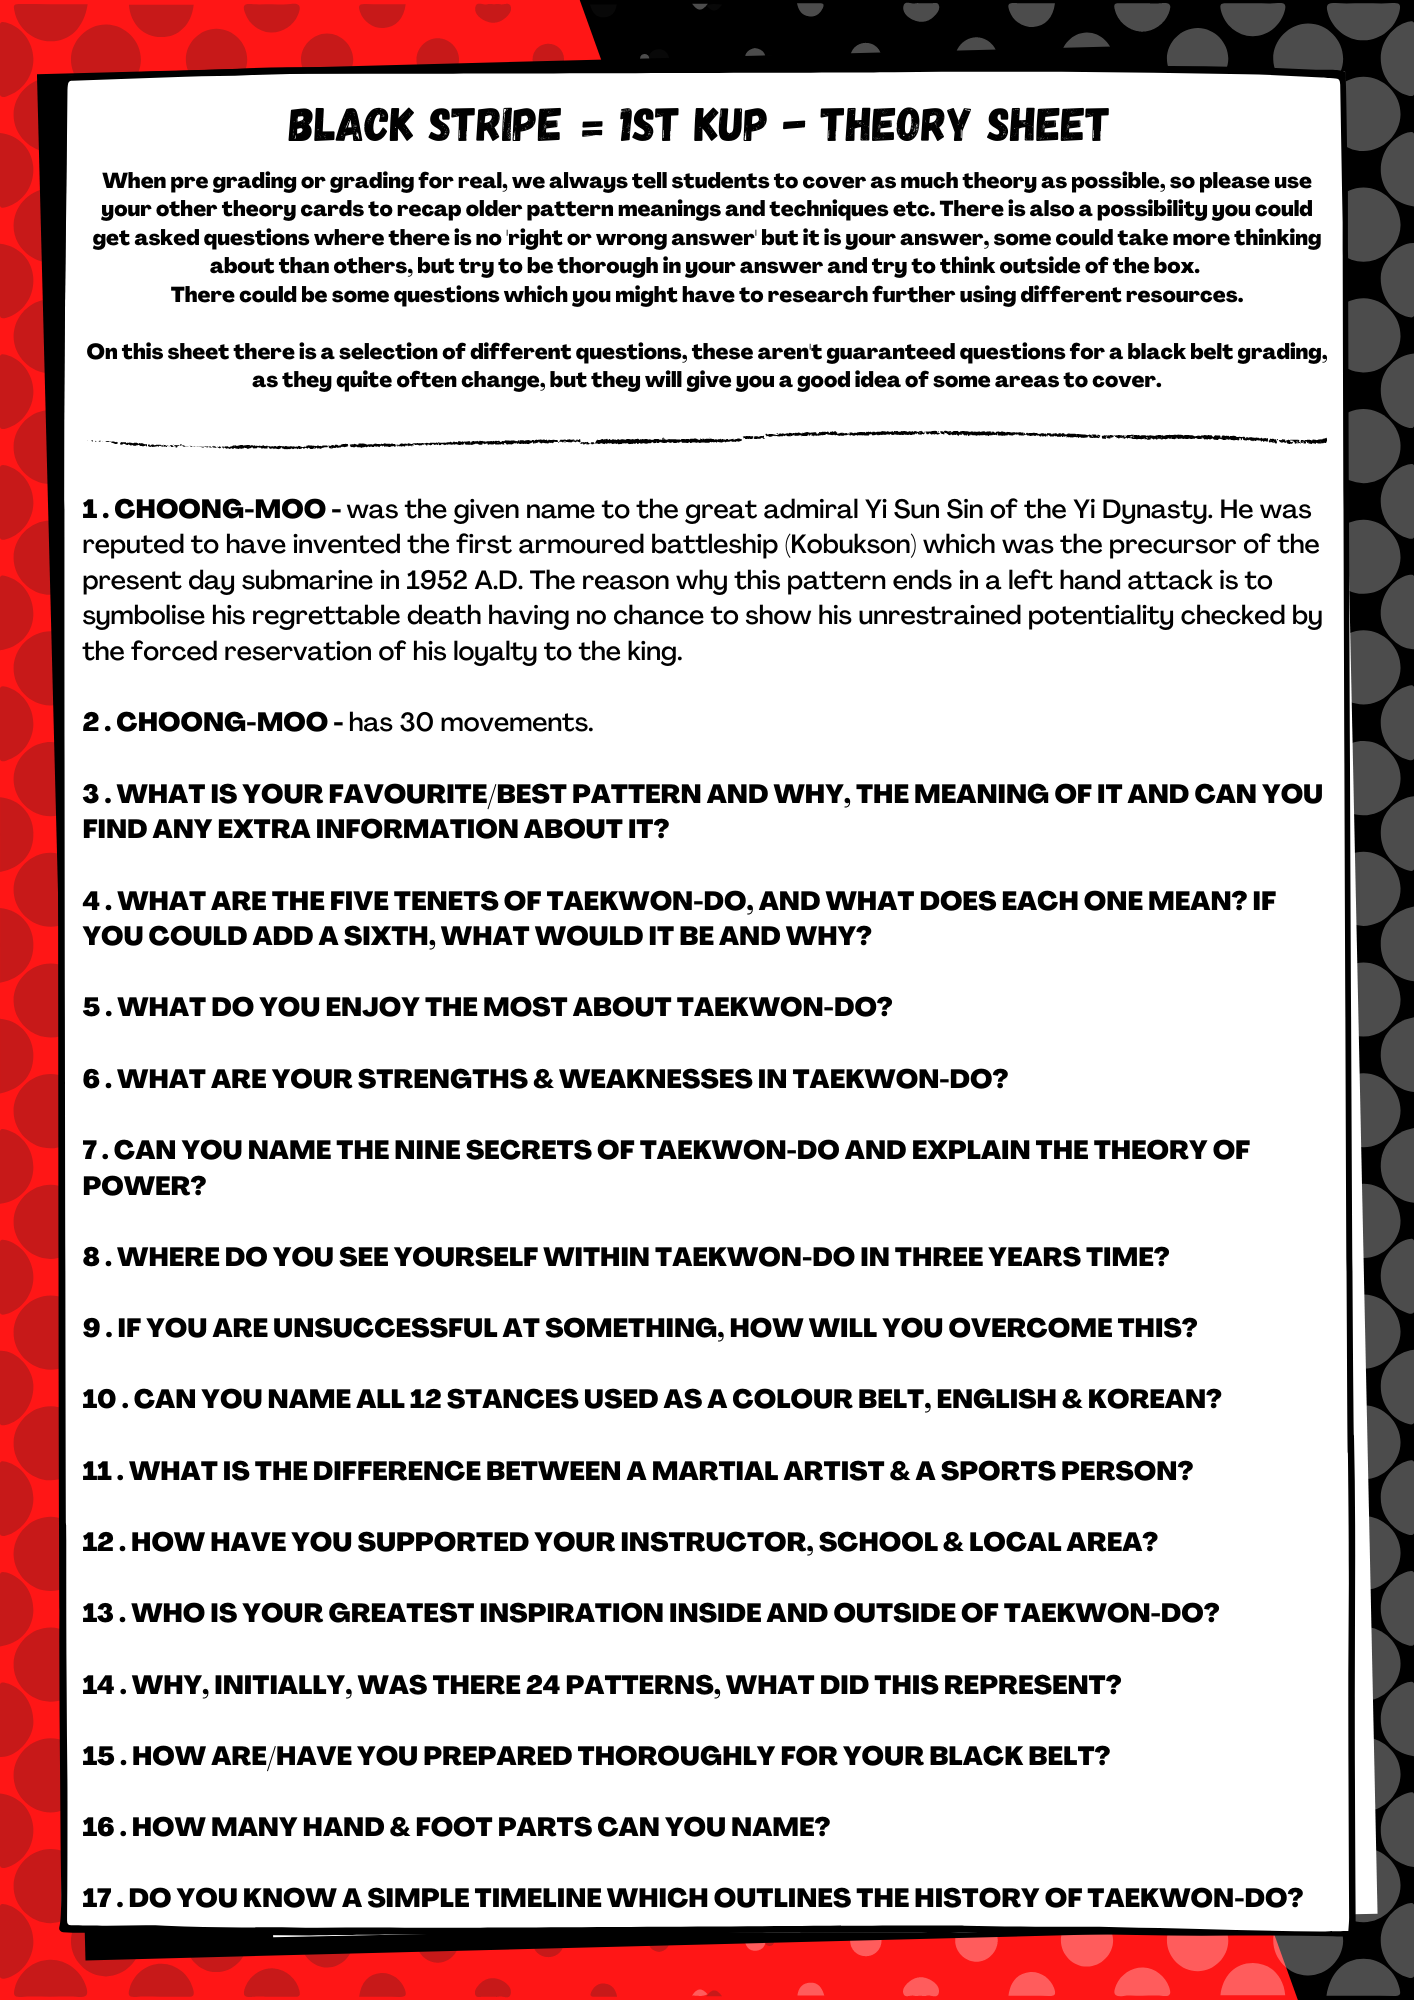 BLACK STRIPE = 1ST KUP - THEORY SHEET
When pre grading or grading for real, we always tell students to cover as much theory as possible, so please use
your other theory cards to recap older pattern meanings and techniques etc. There is also a possibility you could
get asked questions where there is no 'right or wrong answer' but it is your answer, some could take more thinking
about than others, but try to be thorough in your answer and try to think outside of the box.
There could be some questions which you might have to research further using different resources.
On this sheet there is a selection of different questions, these aren't guaranteed questions for a black belt grading,
as they quite often change, but they will give you a good idea of some areas to cover.
1 . CHOONG-MOO - was the given name to the great admiral Yi Sun Sin of the Yi Dynasty. He was
reputed to have invented the first armoured battleship (Kobukson) which was the precursor of the
present day submarine in 1952 A.D. The reason why this pattern ends in a left hand attack is to
symbolise his regrettable death having no chance to show his unrestrained potentiality checked by
the forced reservation of his loyalty to the king.
2 . CHOONG-MOO - has 30 movements.
3 . WHAT IS YOUR FAVOURITE/BEST PATTERN AND WHY, THE MEANING OF IT AND CAN YOU
FIND ANY EXTRA INFORMATION ABOUT IT?
4 . WHAT ARE THE FIVE TENETS OF TAEKWON-DO, AND WHAT DOES EACH ONE MEAN? IF
YOU COULD ADD A SIXTH, WHAT WOULD IT BE AND WHY?
5 . WHAT DO YOU ENJOY THE MOST ABOUT TAEKWON-DO?
6 . WHAT ARE YOUR STRENGTHS & WEAKNESSES IN TAEKWON-DO?
7 . CAN YOU NAME THE NINE SECRETS OF TAEKWON-DO AND EXPLAIN THE THEORY OF
POWER?
8 . WHERE DO YOU SEE YOURSELF WITHIN TAEKWON-DO IN THREE YEARS TIME?
9 . IF YOU ARE UNSUCCESSFUL AT SOMETHING, HOW WILL YOU OVERCOME THIS?
10 . CAN YOU NAME ALL 12 STANCES USED AS A COLOUR BELT, ENGLISH & KOREAN?
11 . WHAT IS THE DIFFERENCE BETWEEN A MARTIAL ARTIST & A SPORTS PERSON?
12 . HOW HAVE YOU SUPPORTED YOUR INSTRUCTOR, SCHOOL & LOCAL AREA?
13 . WHO IS YOUR GREATEST INSPIRATION INSIDE AND OUTSIDE OF TAEKWON-DO?
14 . WHY, INITIALLY, WAS THERE 24 PATTERNS, WHAT DID THIS REPRESENT?
15 . HOW ARE/HAVE YOU PREPARED THOROUGHLY FOR YOUR BLACK BELT?
16 . HOW MANY HAND & FOOT PARTS CAN YOU NAME?
17 . DO YOU KNOW A SIMPLE TIMELINE WHICH OUTLINES THE HISTORY OF TAEKWON-DO?